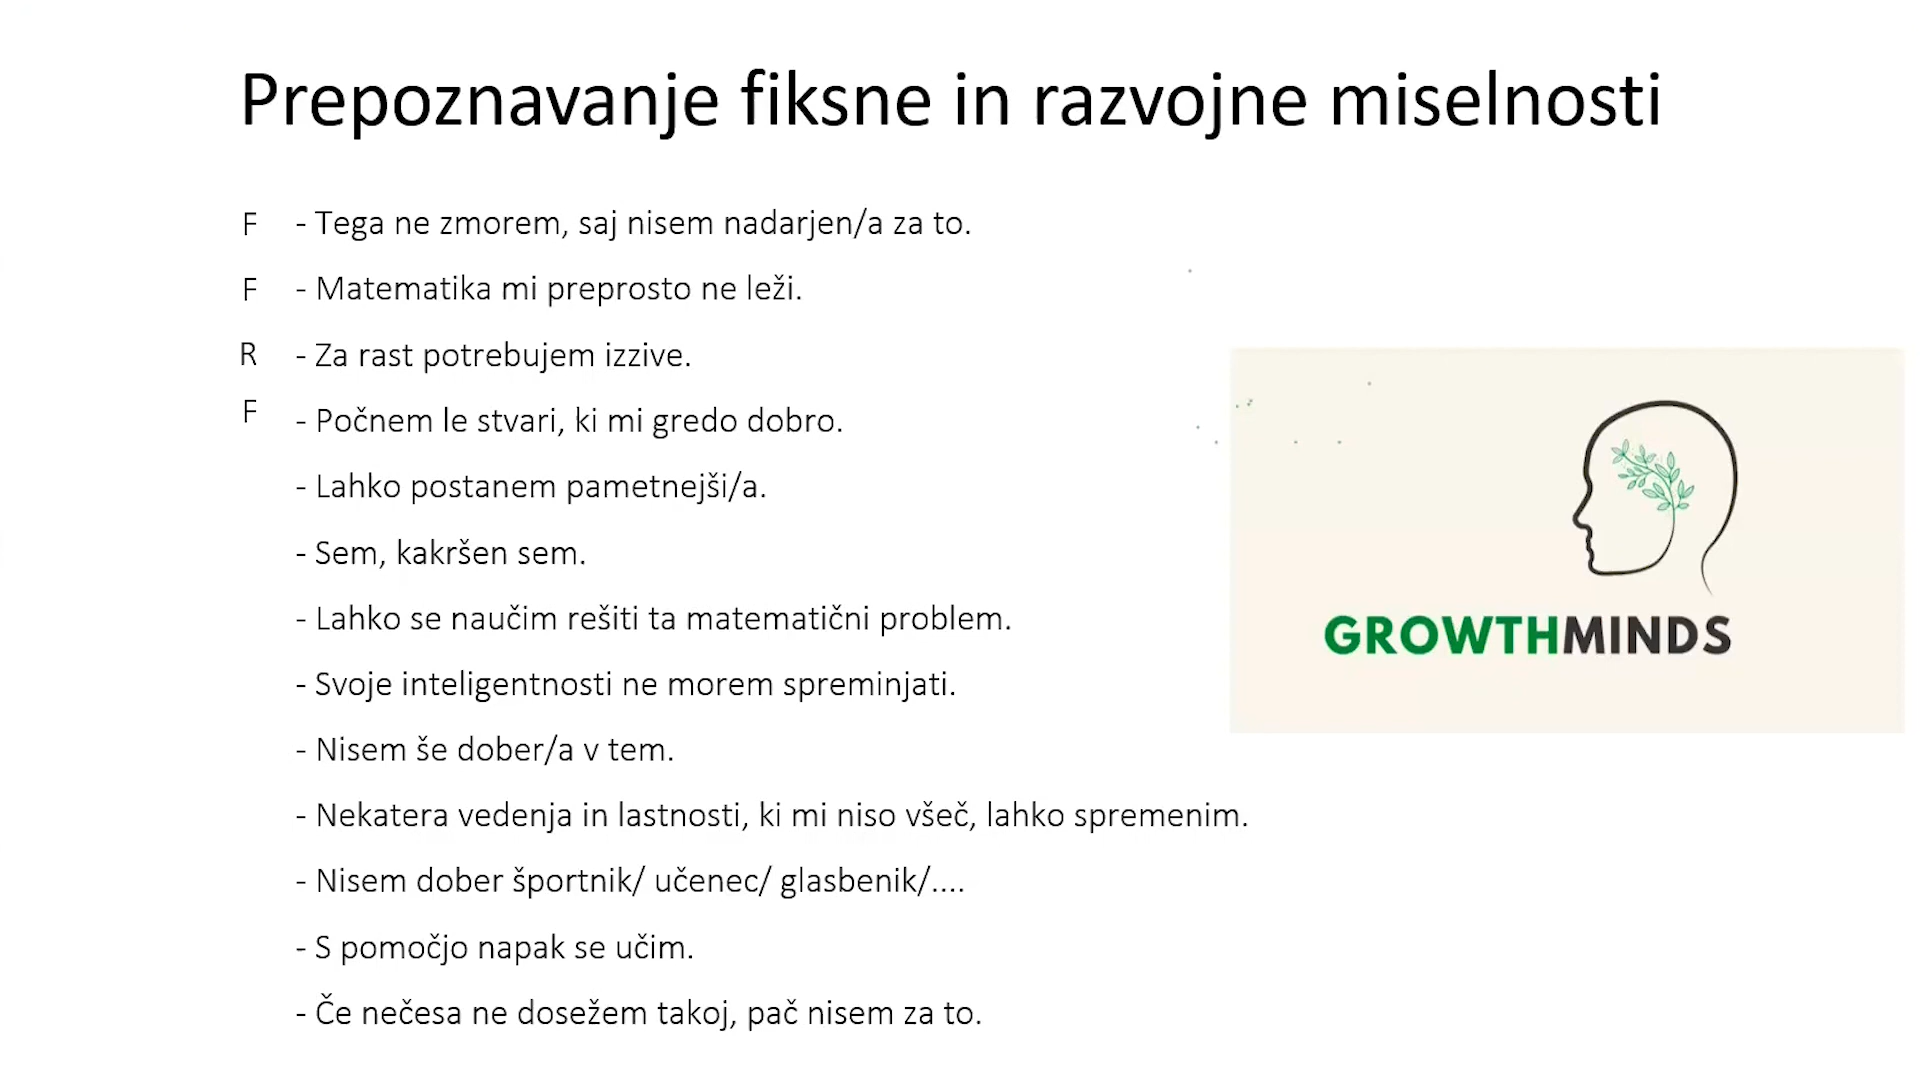 Prepoznavanje fiksne in razvojne miselnosti
F - Tega ne zmorem, saj nisem nadarjen/a za to.
F - Matematika mi preprosto ne leži.
R - Za rast potrebujem izzive.
F - Počnem le stvari, ki mi gredo dobro.
- Lahko postanem pametnejši/a.
- Sem, kakršen sem.
- Lahko se naučim rešiti ta matematični problem.
- Svoje inteligentnosti ne morem spreminjati.
- Nisem še dober/a v tem.
- Nekatera vedenja in lastnosti, ki mi niso všeč, lahko spremenim.
- Nisem dober športnik/ učenec/ glasbenik/....
- S pomočjo napak se učim.
- Če nečesa ne dosežem takoj, pač nisem za to.
GROWTHMINDS